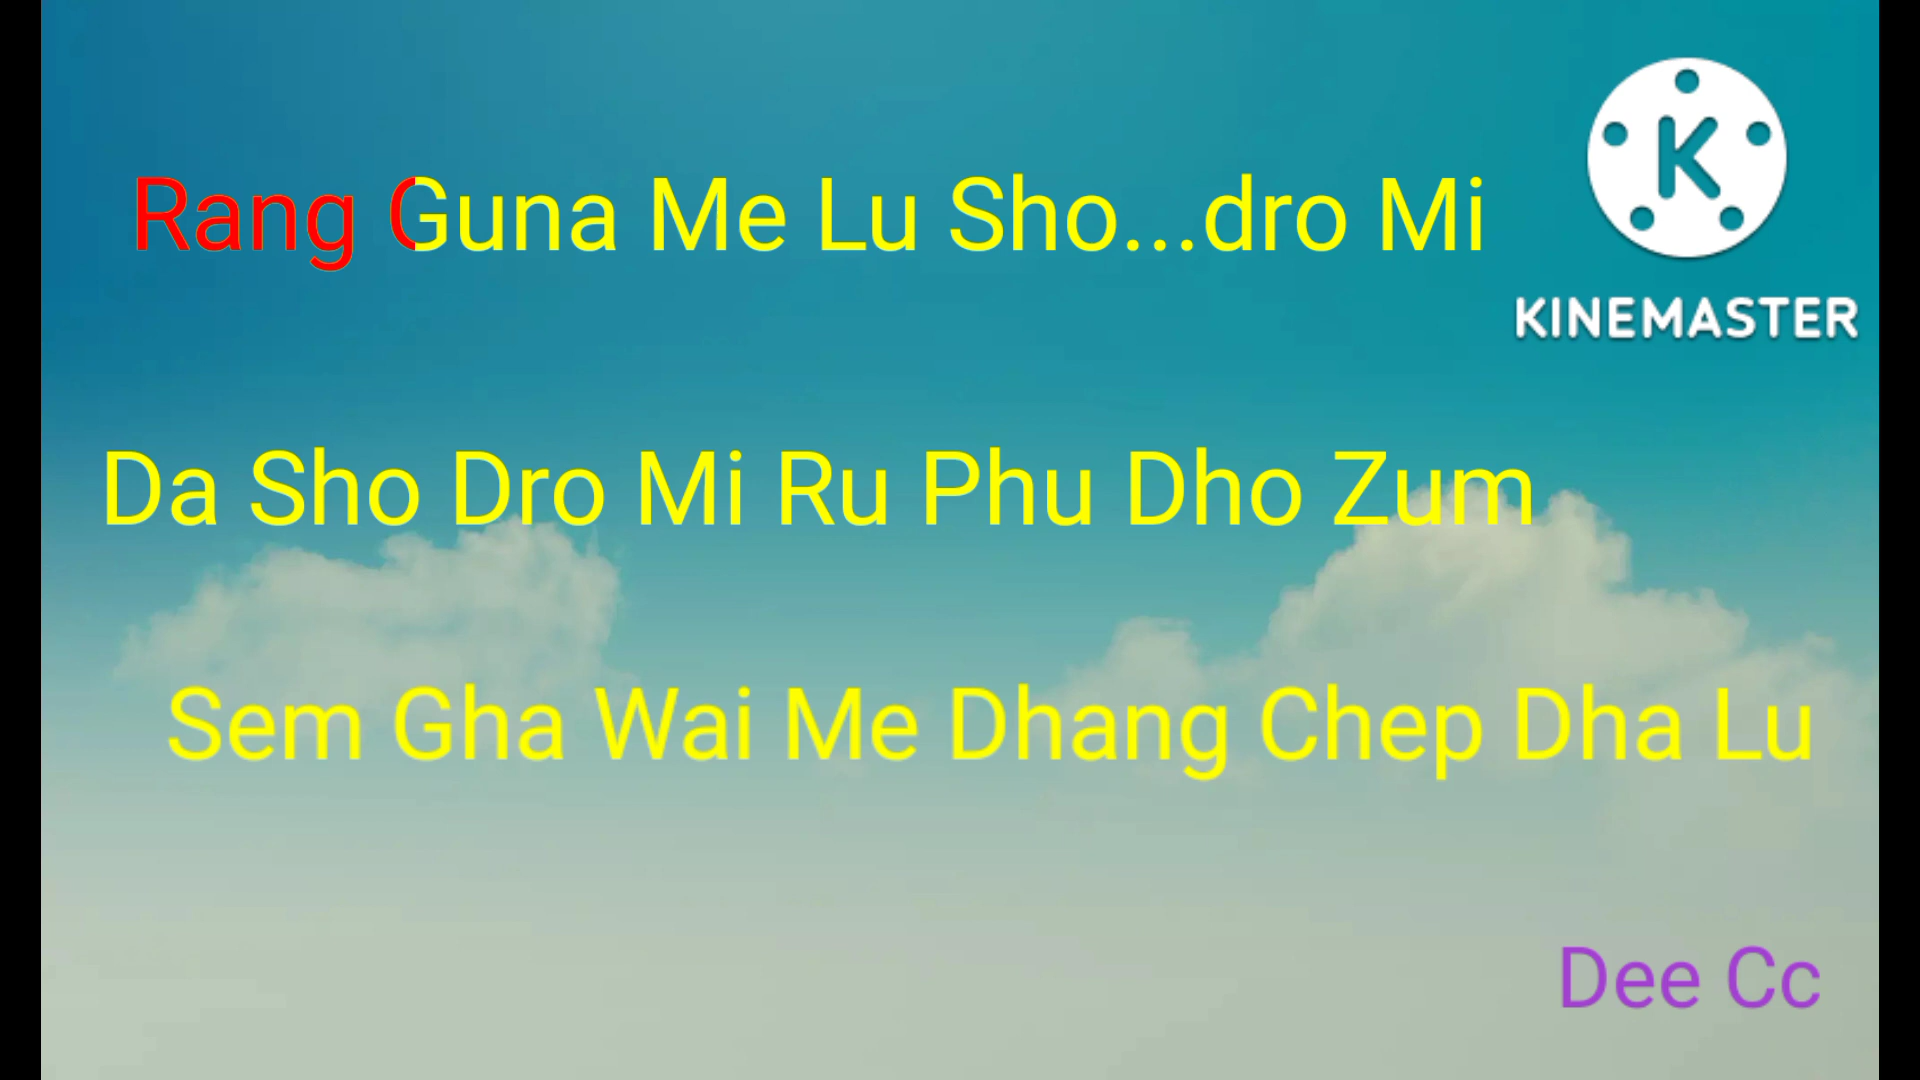 Rang Guna Me Lu Sho...dro Mi
K
KINEMASTER
Da Sho Dro Mi Ru Phu Dho Zum
Sem Gha Wai Me Dhang Chep Dha Lu
Dee Cc